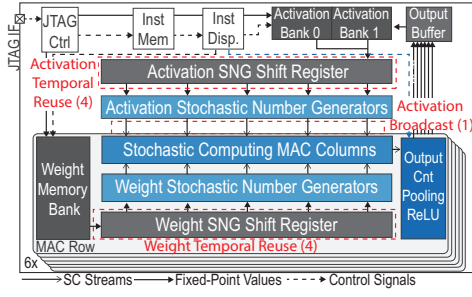 JTAG IF
JTAG
Ctrl
Inst
Mem
Inst
Disp.
Activation
Bank 0
Activation
Bank 1
Output
Buffer
Activation
Temporal
Reuse (4)
Activation SNG Shift Register
Activation Stochastic Number Generators
Activation
Broadcast (1)
Stochastic Computing MAC Columns
Weight
Memory
Bank
Weight Stochastic Number Generators
Output
Cnt
Pooling
ReLU
Weight SNG Shift Register
MAC Row
Weight Temporal Reuse (4)
6x
SC Streams
Fixed-Point Values
Control Signals